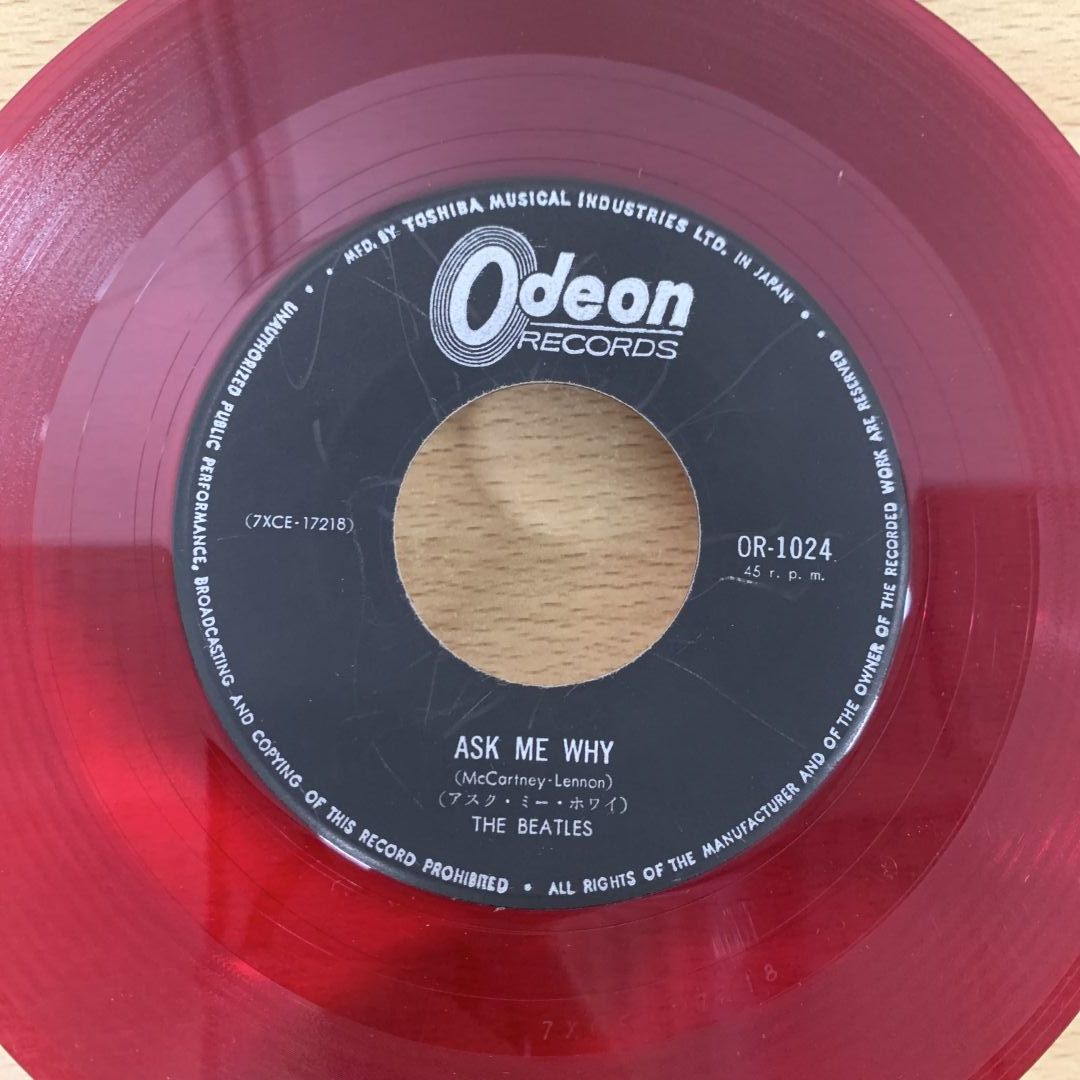 MFD. BY TOSHIBA MUSICAL INDUSTRIES LTD. IN JAPAN
Odeon
RECORDS
(7XCE-17218)
OR-1024
45 r. p. m.
ASK ME WHY
(McCartney-Lennon)
(アスク・ミー・ホワイ)
THE BEATLES
• ALL RIGHTS OF THE MANUFACTURER AND OF THE OWNER OF THE RECORDED WORK ARE RESERVED •
• UNAUTHORIZED PUBLIC PERFORMANCE, BROADCASTING AND COPYING OF THIS RECORD PROHIBITED